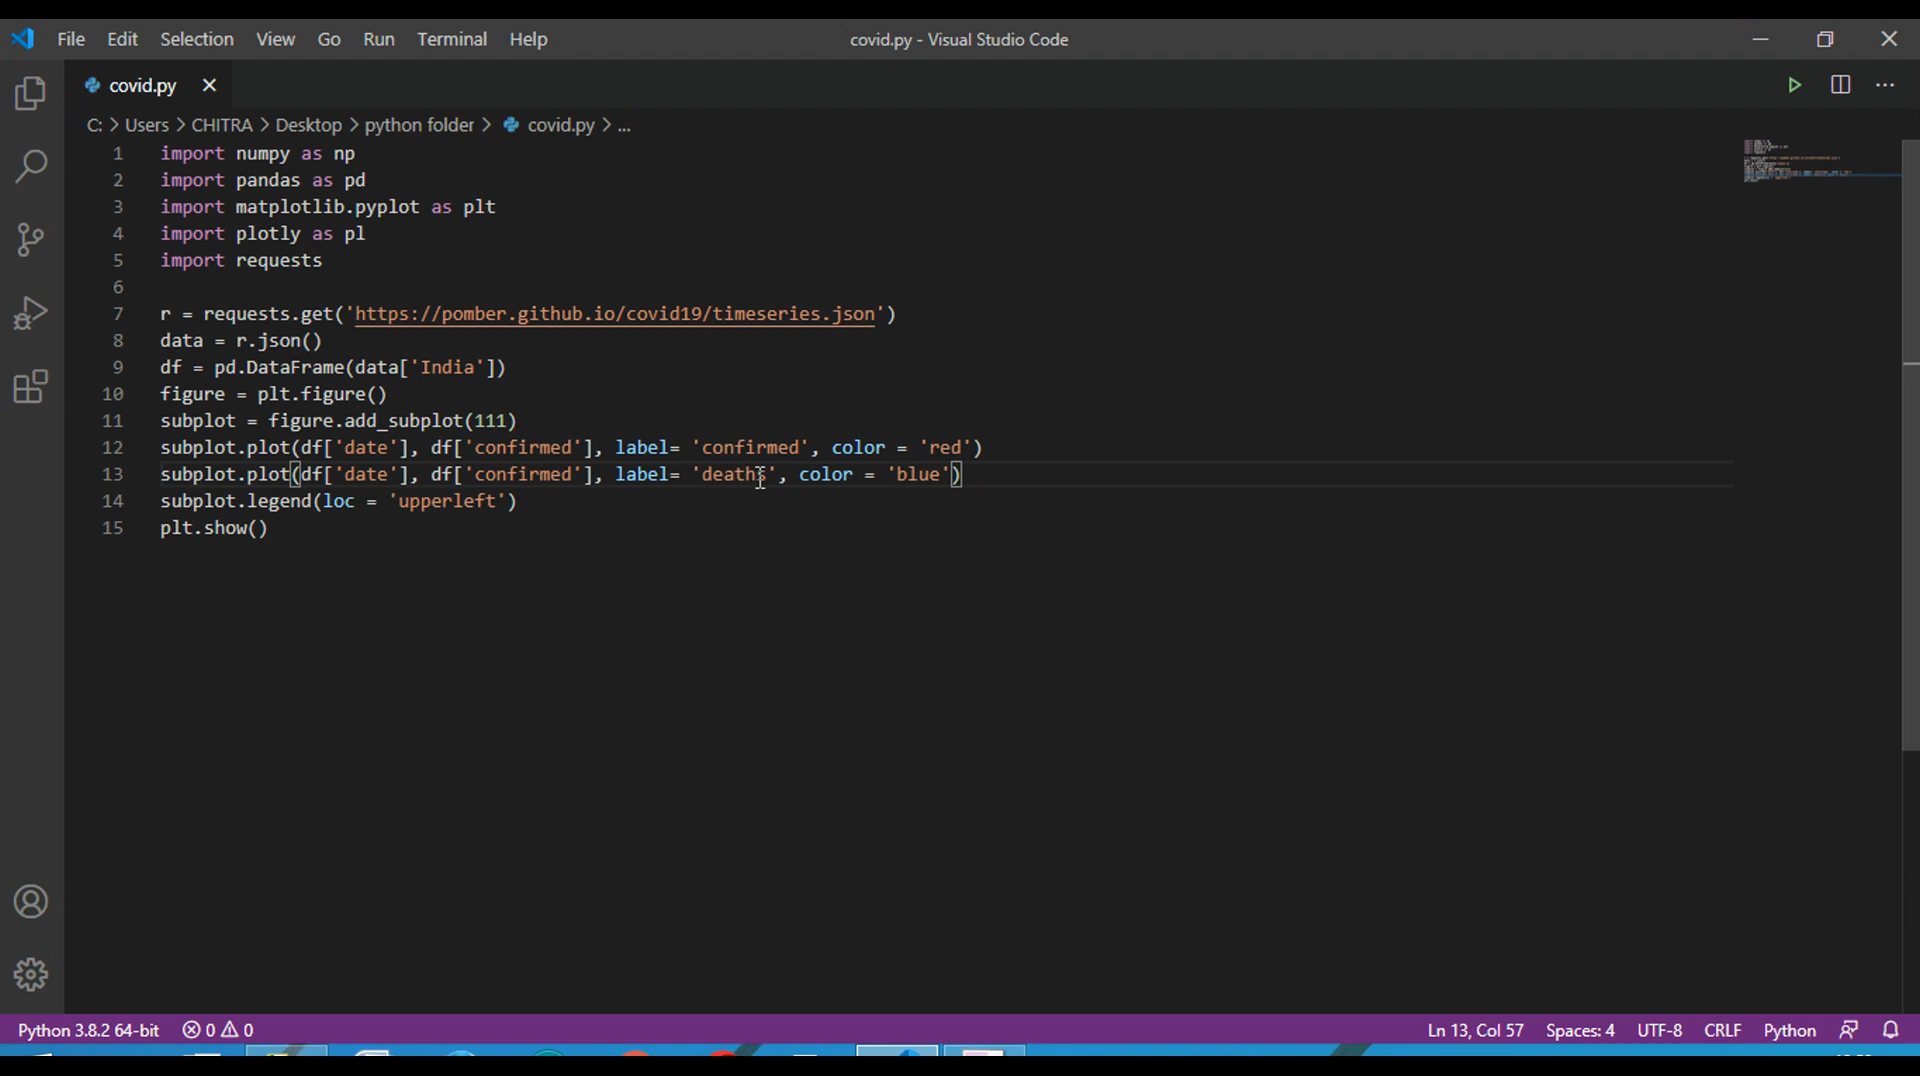 File Edit Selection View Go Run Terminal Help covid.py - Visual Studio Code
covid.py
C: > Users > CHITRA > Desktop > python folder > covid.py > ...
1 import numpy as np
2 import pandas as pd
3 import matplotlib.pyplot as plt
4 import plotly as pl
5 import requests
6
7 r = requests.get('https://pomber.github.io/covid19/timeseries.json')
8 data = r.json()
9 df = pd.DataFrame(data['India'])
10 figure = plt.figure()
11 subplot = figure.add_subplot(111)
12 subplot.plot(df['date'], df['confirmed'], label= 'confirmed', color = 'red')
13 subplot.plot(df['date'], df['confirmed'], label= 'deaths', color = 'blue')
14 subplot.legend(loc = 'upperleft')
15 plt.show()
Python 3.8.2 64-bit 0 0 Ln 13, Col 57 Spaces: 4 UTF-8 CRLF Python